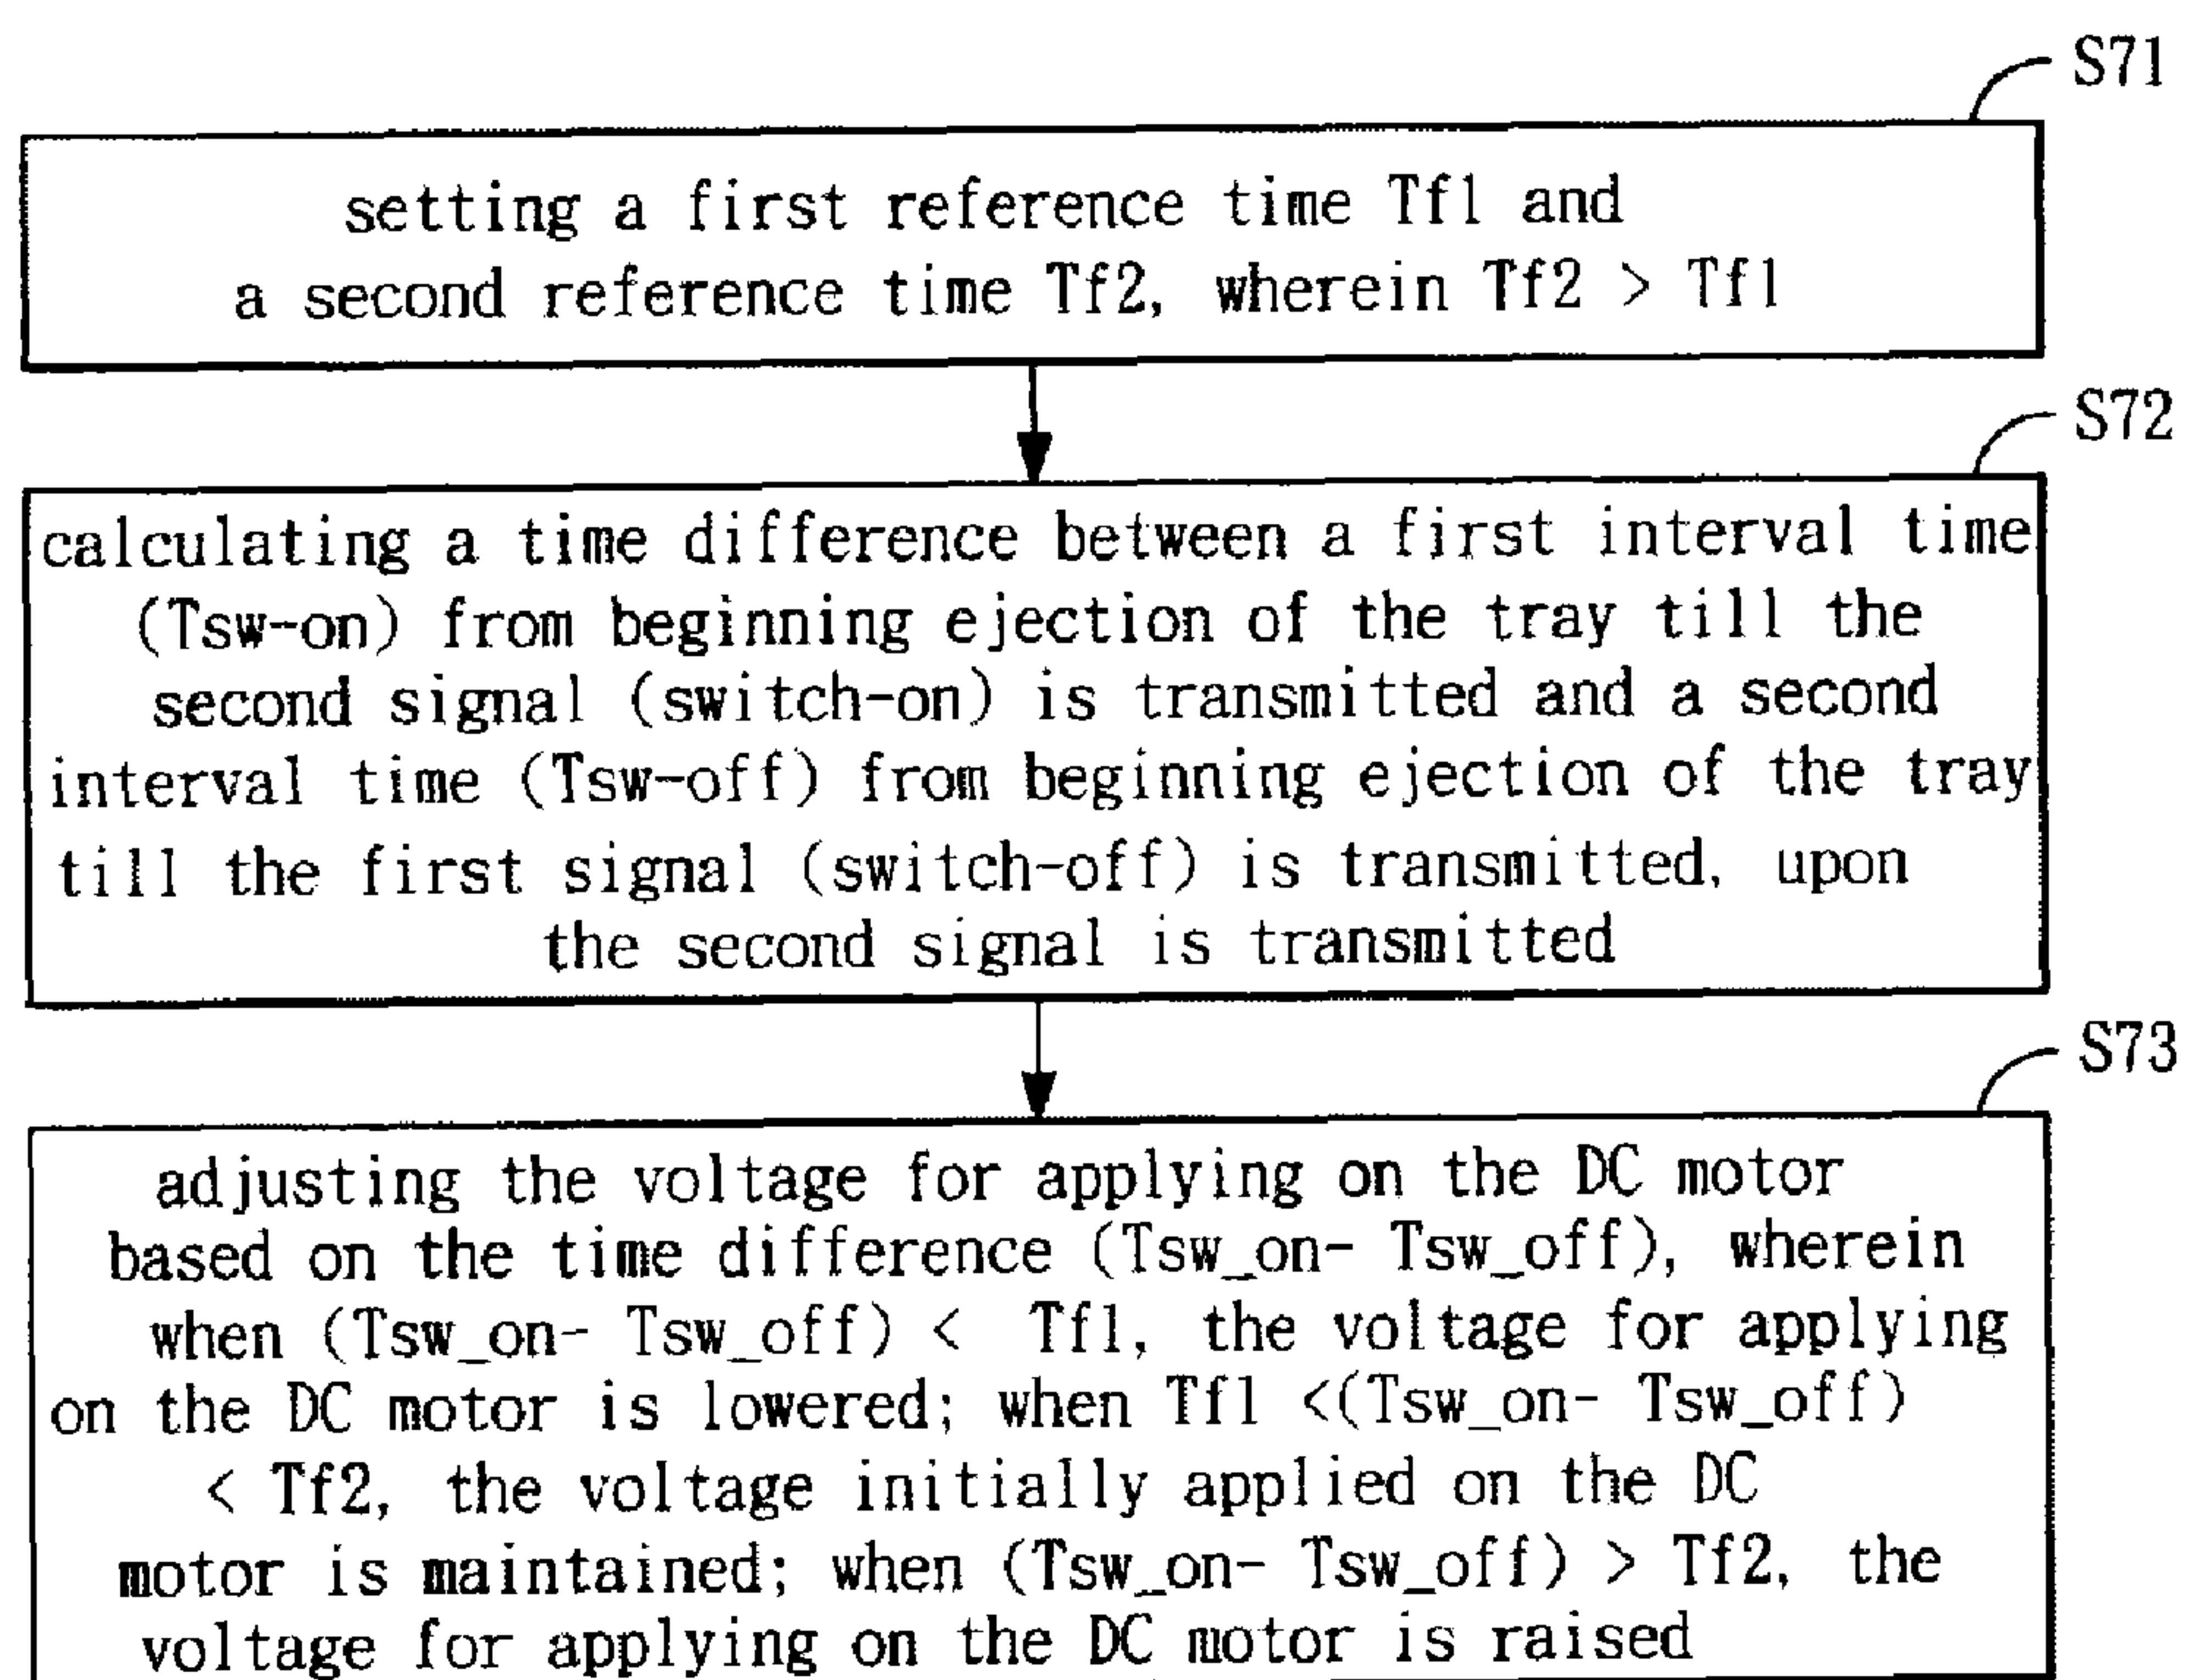 S71
setting a first reference time Tf1 and
a second reference time Tf2, wherein Tf2 > Tf1
S72
calculating a time difference between a first interval time
(Tsw-on) from beginning ejection of the tray till the
second signal (switch-on) is transmitted and a second
interval time (Tsw-off) from beginning ejection of the tray
till the first signal (switch-off) is transmitted, upon
the second signal is transmitted
S73
adjusting the voltage for applying on the DC motor
based on the time difference (Tsw_on- Tsw_off), wherein
when (Tsw_on- Tsw_off) < Tf1, the voltage for applying
on the DC motor is lowered; when Tf1 <(Tsw_on- Tsw_off)
< Tf2, the voltage initially applied on the DC
motor is maintained; when (Tsw_on- Tsw_off) > Tf2, the
voltage for applying on the DC motor is raised